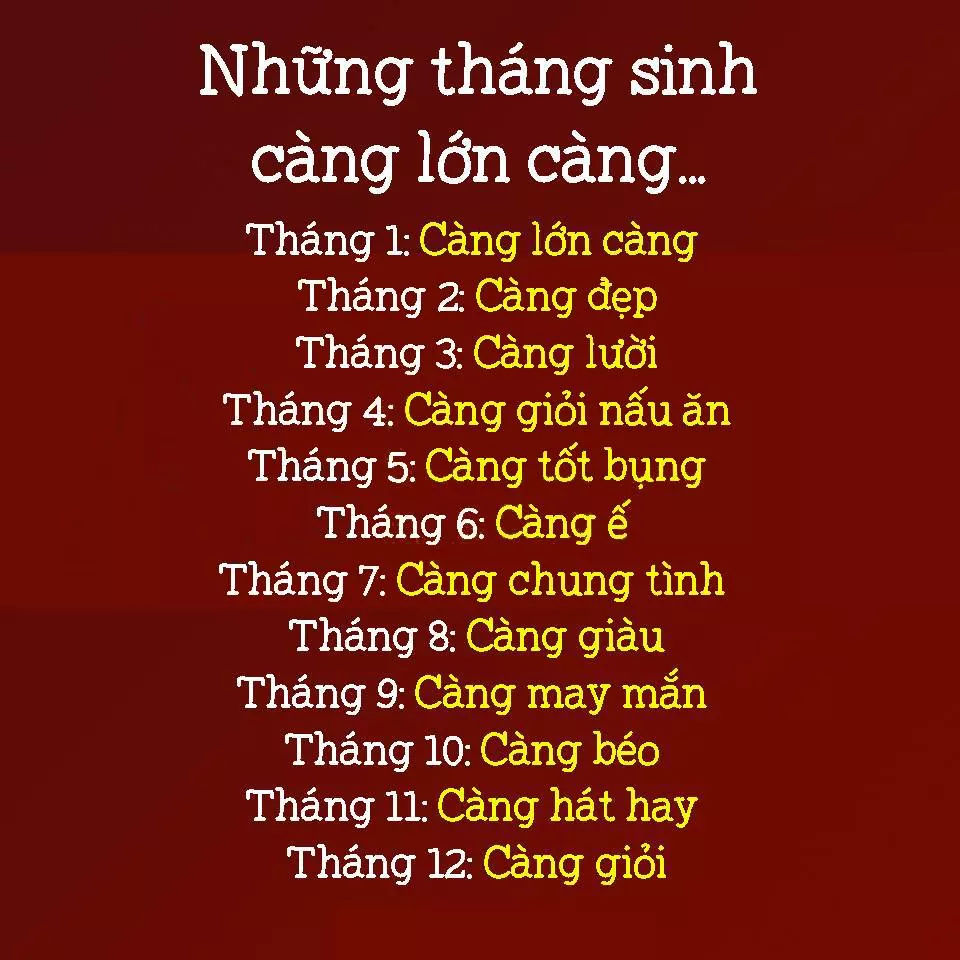 Những tháng sinh
càng lớn càng...
Tháng 1: Càng lớn càng
Tháng 2: Càng đẹp
Tháng 3: Càng lười
Tháng 4: Càng giỏi nấu ăn
Tháng 5: Càng tốt bụng
Tháng 6: Càng ế
Tháng 7: Càng chung tình
Tháng 8: Càng giàu
Tháng 9: Càng may mắn
Tháng 10: Càng béo
Tháng 11: Càng hát hay
Tháng 12: Càng giỏi